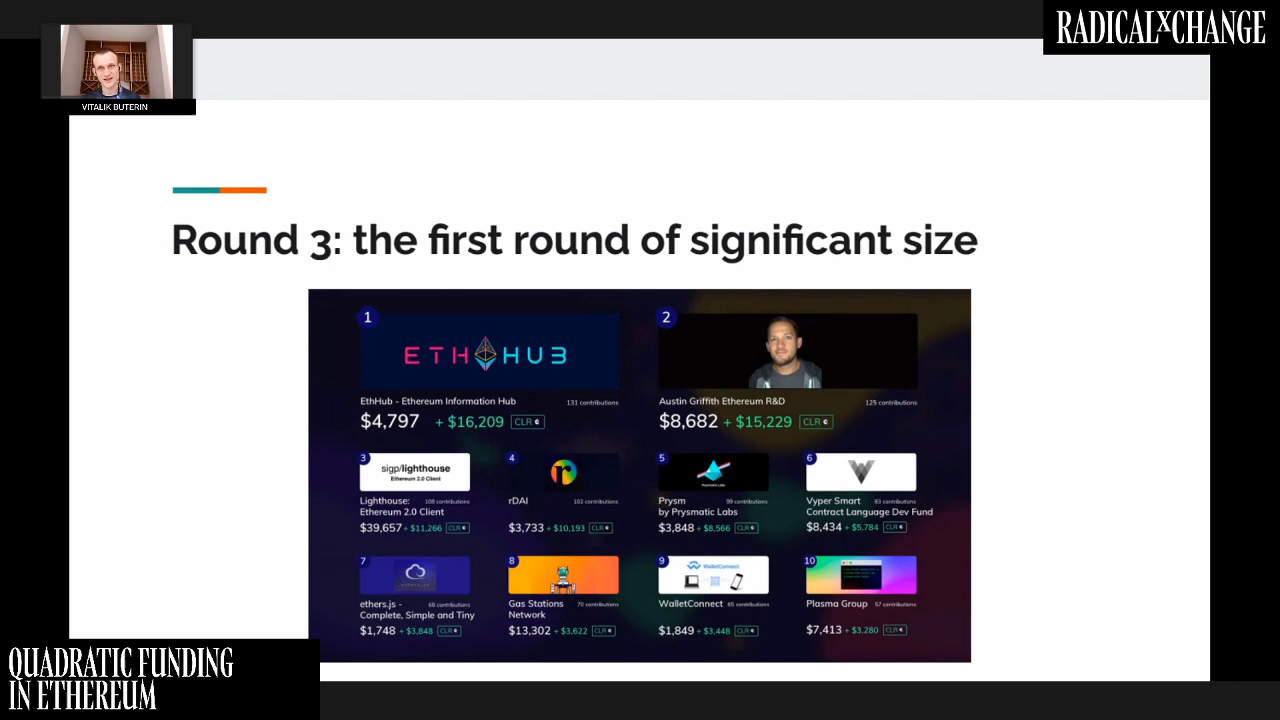 RADICALXCHANGE
VITALIK BUTERIN
Round 3: the first round of significant size
1
ETH HUB
EthHub - Ethereum Information Hub
131 contributions
$4,797 + $16,209 CLR
2
Austin Griffith Ethereum R&D
125 contributions
$8,682 + $15,229 CLR
3
sigp/lighthouse
Ethereum 2.0 Client
Lighthouse: 108 contributions
Ethereum 2.0 Client
$39,657 + $11,266 CLR
4
r
rDAI 102 contributions
$3,733 + $10,193 CLR
5
Prysmatic Labs
Prysm 99 contributions
by Prysmatic Labs
$3,848 + $8,566 CLR
6
Vyper Smart 63 contributions
Contract Language Dev Fund
$8,434 + $5,784 CLR
7
ethers.js - 68 contributions
Complete, Simple and Tiny
$1,748 + $3,848 CLR
8
Gas Stations 70 contributions
Network
$13,302 + $3,622 CLR
9
WalletConnect
WalletConnect 65 contributions
$1,849 + $3,448 CLR
10
Plasma Group 57 contributions
$7,413 + $3,280 CLR
QUADRATIC FUNDING
IN ETHEREUM